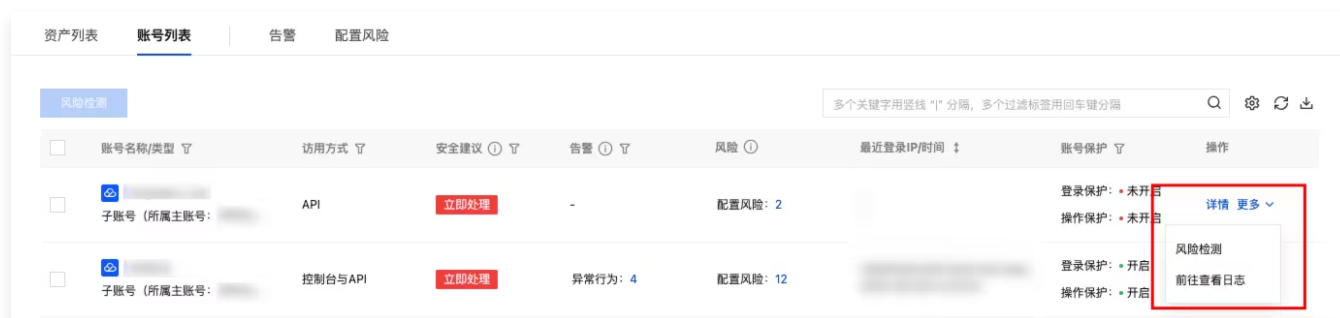 资产列表 账号列表 告警 配置风险
风险检测 多个关键字用竖线 "|" 分隔，多个过滤标签用回车键分隔
账号名称/类型 访用方式 安全建议 告警 风险 最近登录IP/时间 账号保护 操作
登录保护： 未开启
API 立即处理 - 配置风险：2 详情 更多
子账号（所属主账号： 操作保护： 未开启
风险检测
登录保护： 开启
控制台与API 立即处理 异常行为：4 配置风险：12 前往查看日志
子账号（所属主账号： 操作保护： 开启